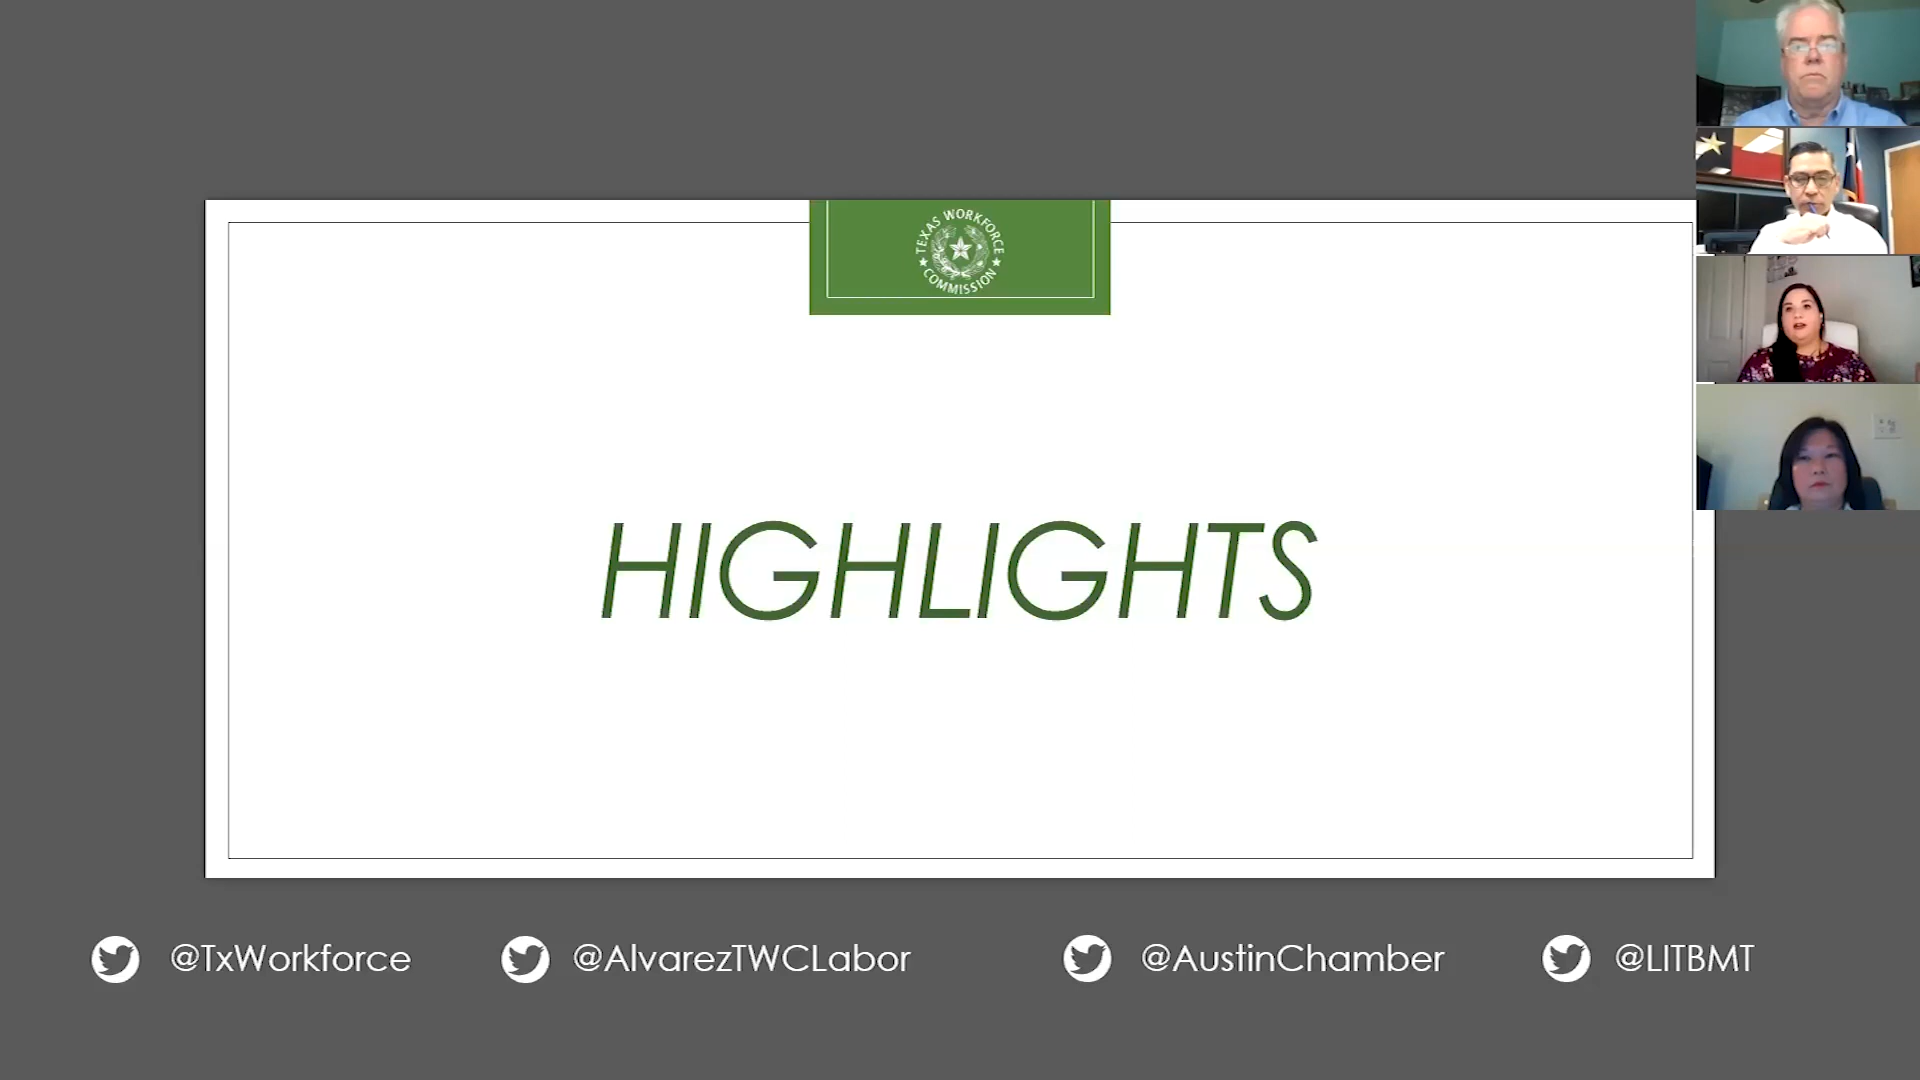 TEXAS WORKFORCE
COMMISSION
HIGHLIGHTS
@TxWorkforce
@AlvarezTWCLabor
@AustinChamber
@LITBMT